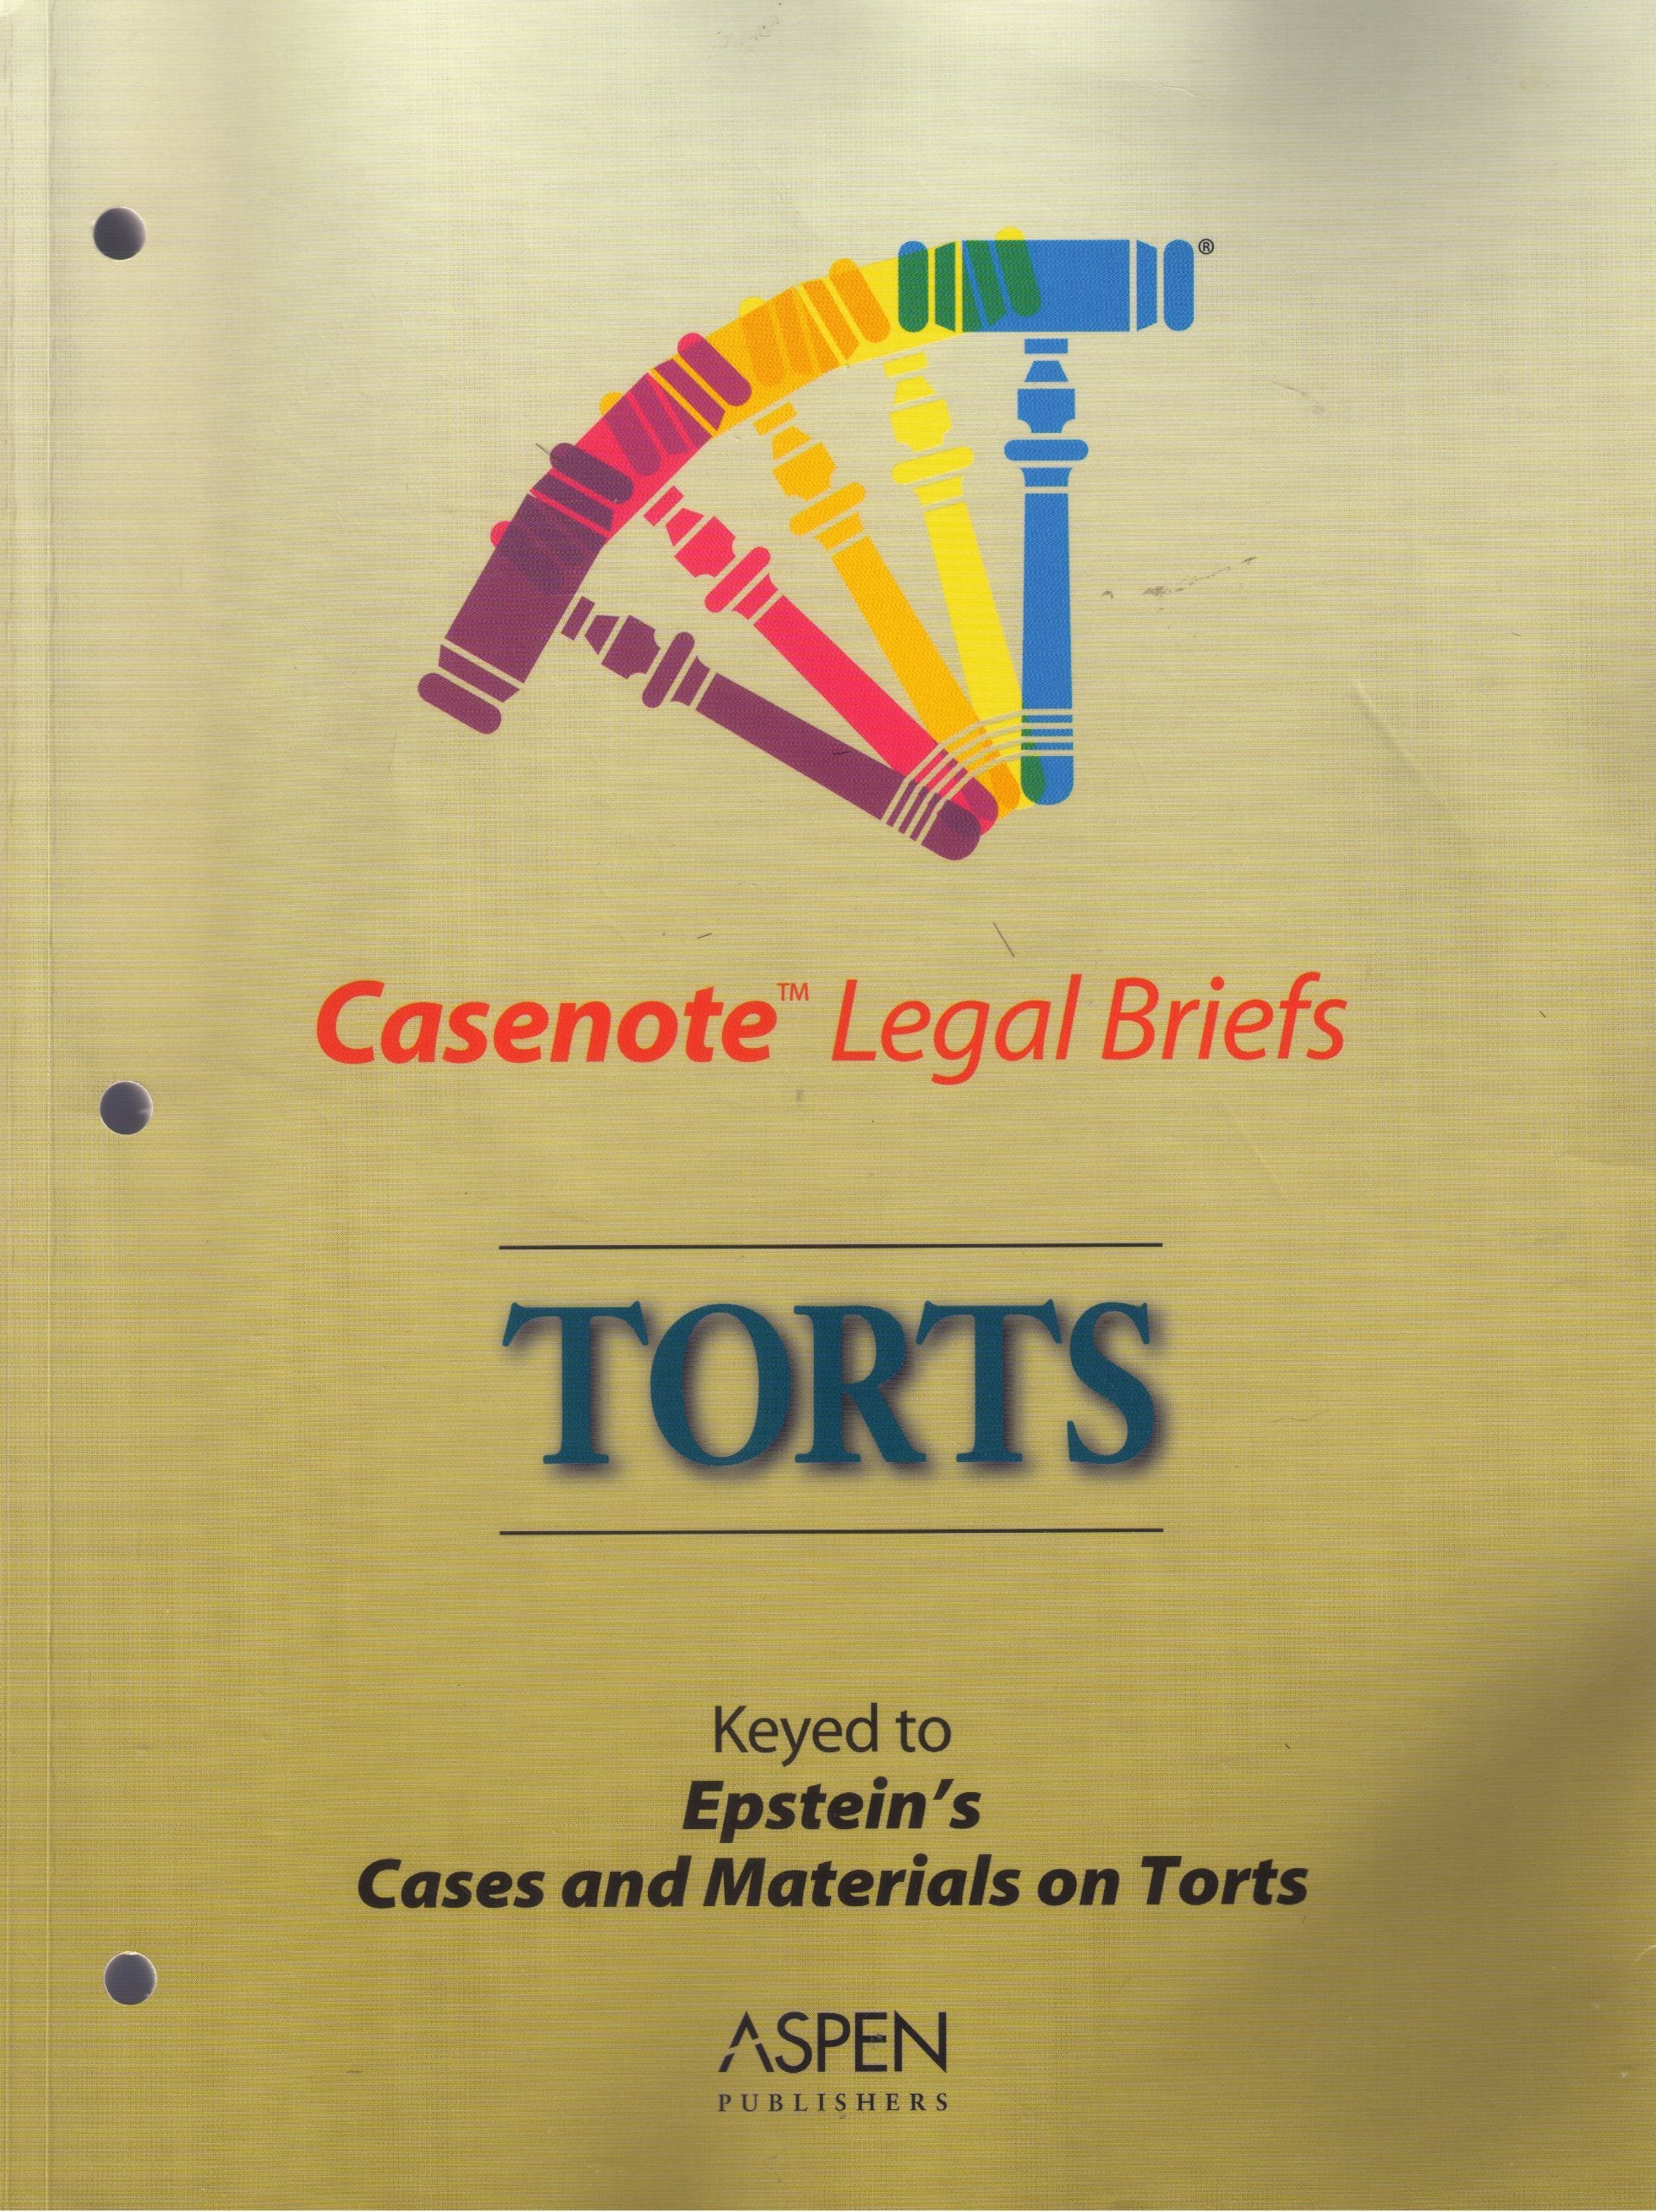 ®
Casenote™ Legal Briefs
TORTS
Keyed to
Epstein's
Cases and Materials on Torts
ASPEN
PUBLISHERS